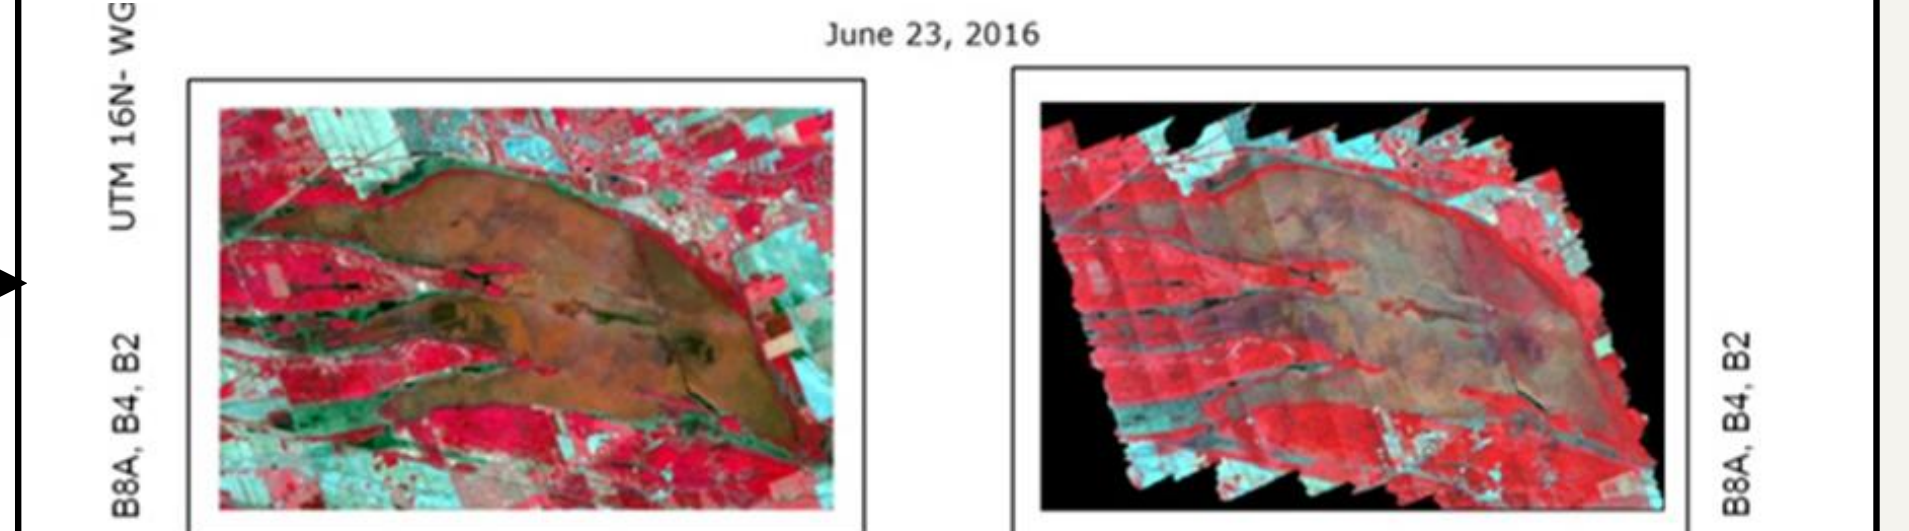 June 23, 2016
UTM 16N- WG
B8A, B4, B2
B8A, B4, B2